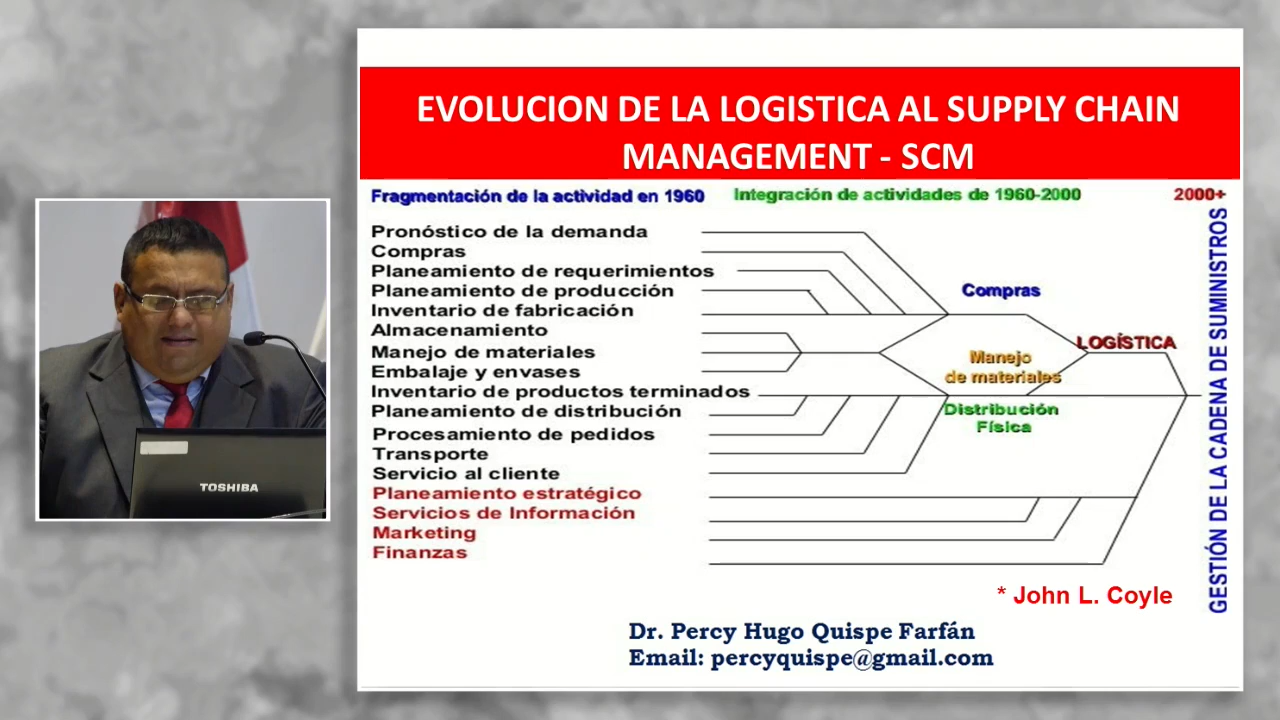 EVOLUCION DE LA LOGISTICA AL SUPPLY CHAIN
MANAGEMENT - SCM
Fragmentación de la actividad en 1960
Integración de actividades de 1960-2000
2000+
Pronóstico de la demanda
Compras
Planeamiento de requerimientos
Planeamiento de producción
Inventario de fabricación
Almacenamiento
Manejo de materiales
Embalaje y envases
Inventario de productos terminados
Planeamiento de distribución
Procesamiento de pedidos
Transporte
Servicio al cliente
Planeamiento estratégico
Servicios de Información
Marketing
Finanzas
Compras
Manejo
de materiales
Distribución
Física
LOGÍSTICA
GESTIÓN DE LA CADENA DE SUMINISTROS
* John L. Coyle
Dr. Percy Hugo Quispe Farfán
Email: percyquispe@gmail.com
TOSHIBA